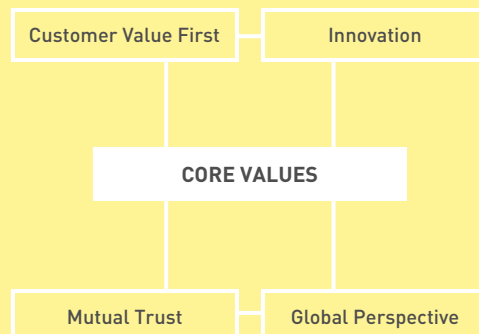 Customer Value First
Innovation
CORE VALUES
Mutual Trust
Global Perspective